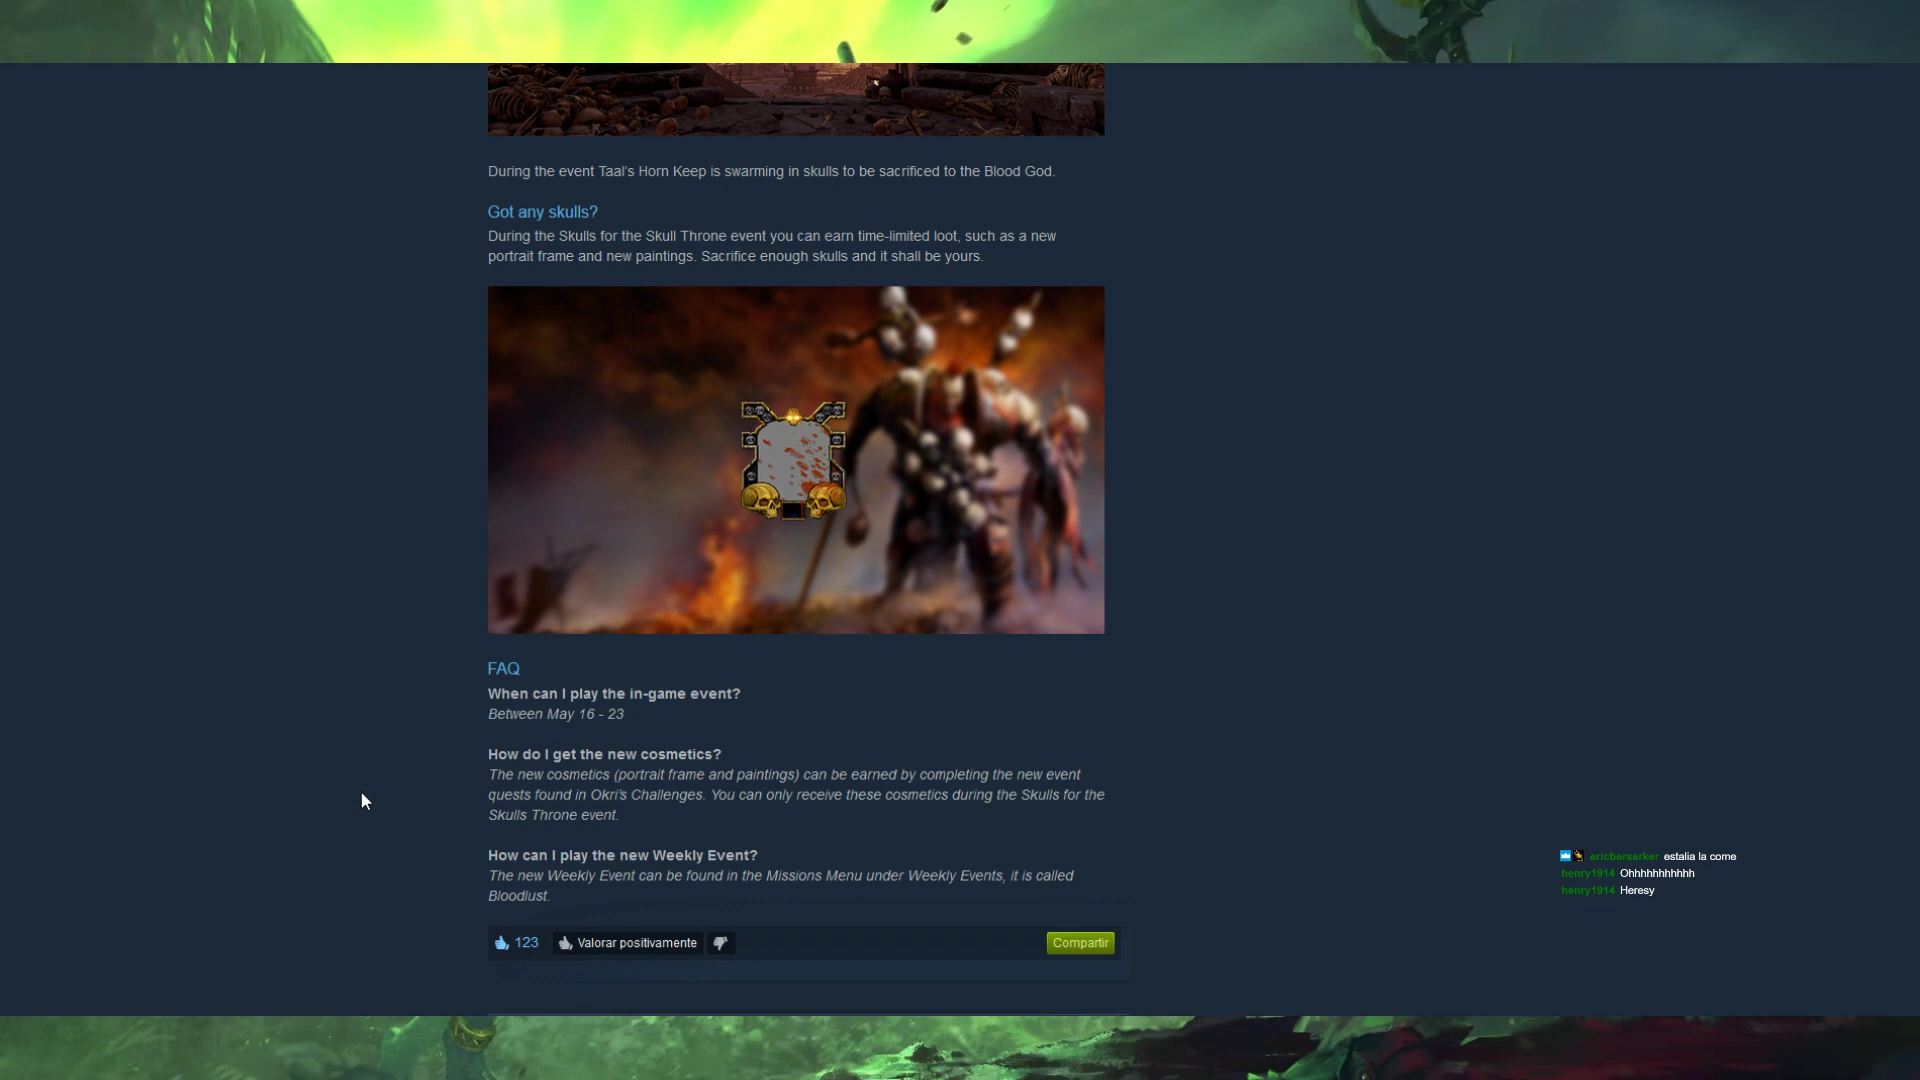 During the event Taal's Horn Keep is swarming in skulls to be sacrificed to the Blood God.
Got any skulls?
During the Skulls for the Skull Throne event you can earn time-limited loot, such as a new
portrait frame and new paintings. Sacrifice enough skulls and it shall be yours.
FAQ
When can I play the in-game event?
Between May 16 - 23
How do I get the new cosmetics?
The new cosmetics (portrait frame and paintings) can be earned by completing the new event
quests found in Okri's Challenges. You can only receive these cosmetics during the Skulls for the
Skulls Throne event.
How can I play the new Weekly Event?
The new Weekly Event can be found in the Missions Menu under Weekly Events, it is called
Bloodlust.
123 Valorar positivamente Compartir
ericberserker estalia la come
henry1914 Ohhhhhhhhhhh
henry1914 Heresy